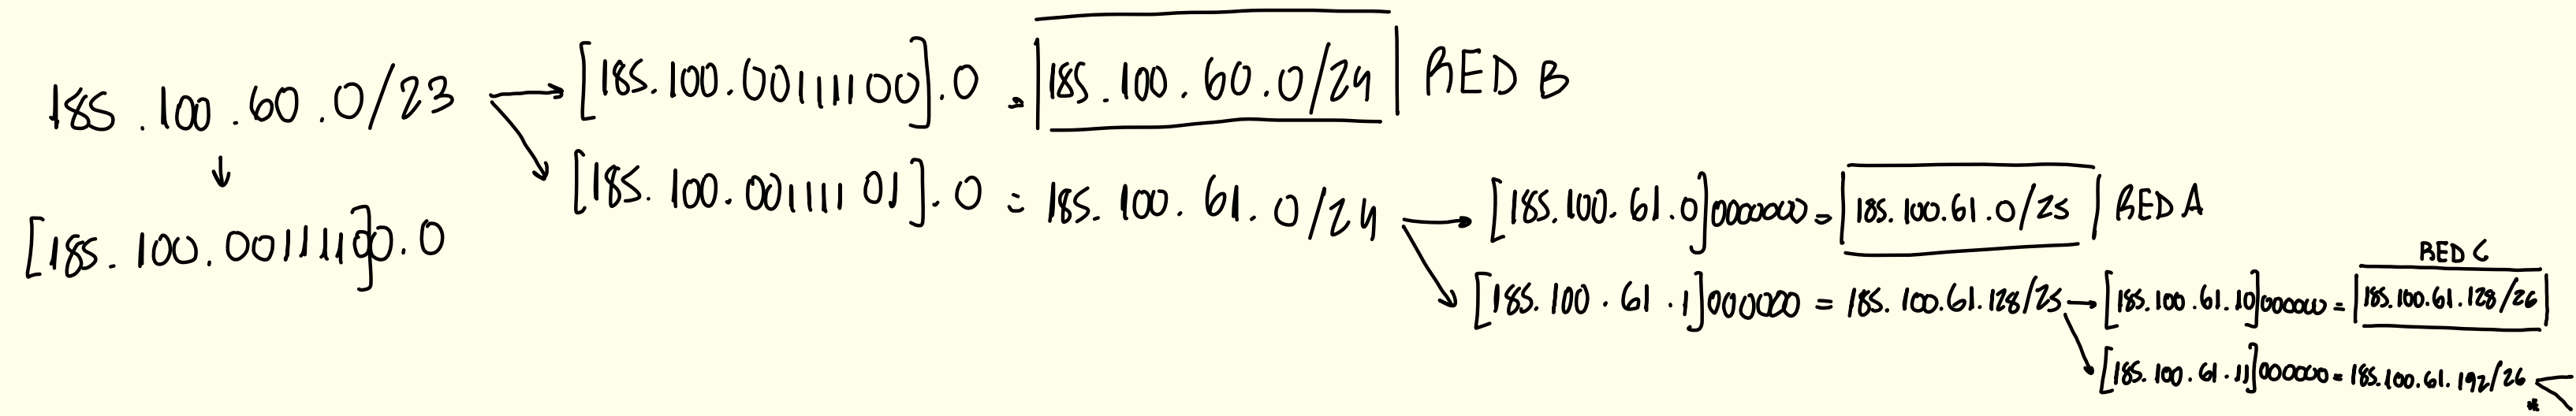 185.100.60.0/23 → [185.100.00111100].0 = 185.100.60.0/24 RED B
[185.100.00111101].0 = 185.100.61.0/24 → [185.100.61.0]0000000 = 185.100.61.0/25 RED A
[185.100.0011110]0.0
RED C
[185.100.61.1]000000 = 185.100.61.128/25 → [185.100.61.10]000000 = 185.100.61.128/26
[185.100.61.11]000000 = 185.100.61.192/26
*